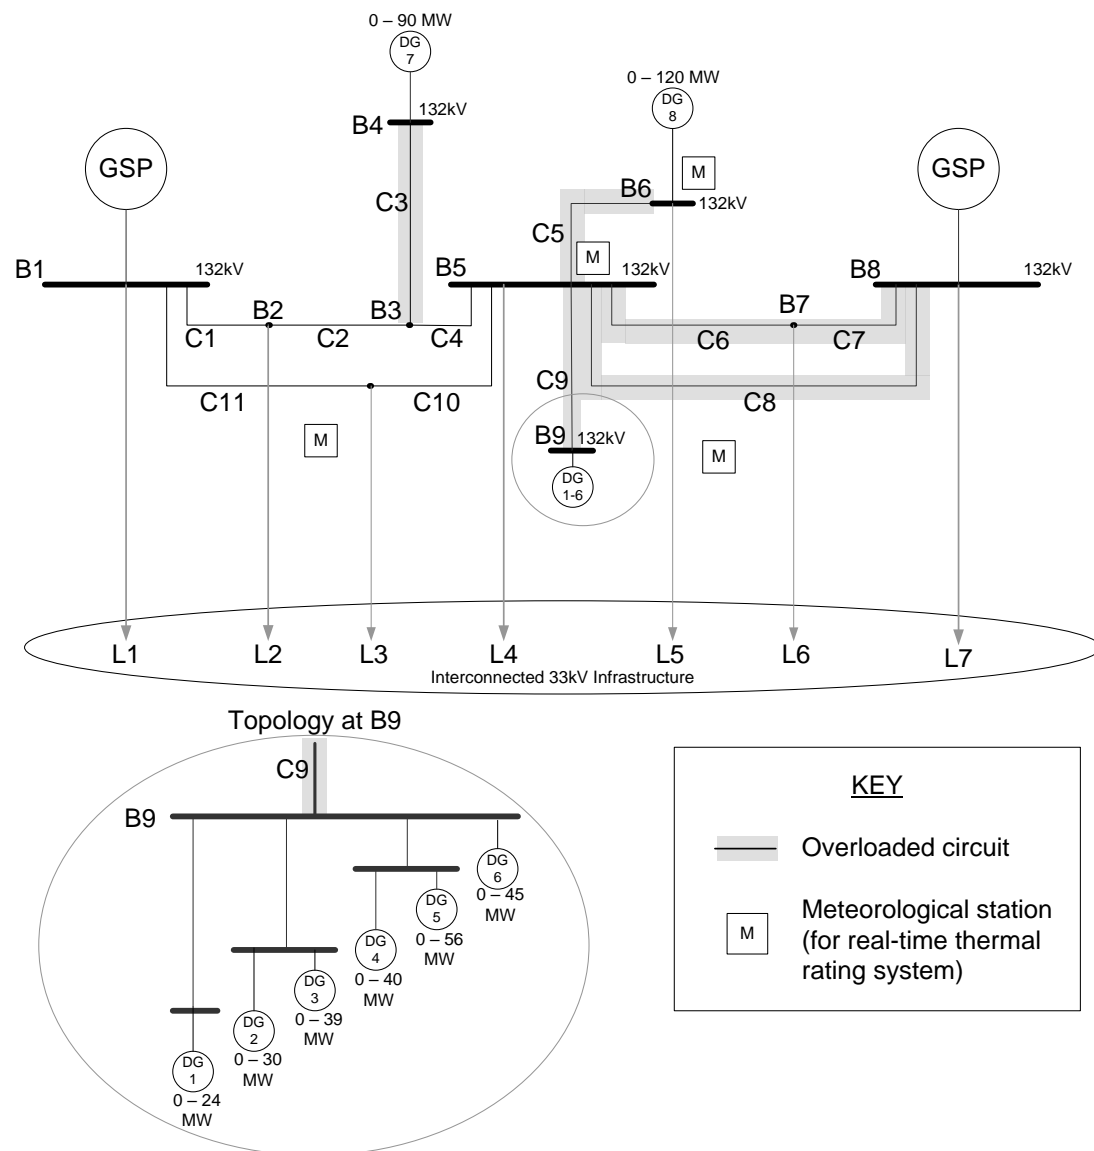 0 – 90 MW
DG
7
0 – 120 MW
DG
8
B4
132kV
GSP
GSP
M
B6
132kV
C3
C5
M
B1
132kV
B5
132kV
B8
132kV
B2
B3
B7
C1
C2
C4
C6
C7
C9
C11
C10
C8
M
B9
132kV
M
DG
1-6
L1
L2
L3
L4
L5
L6
L7
Interconnected 33kV Infrastructure
Topology at B9
C9
B9
DG
6
0 – 45
MW
DG
5
0 – 56
MW
DG
4
0 – 40
MW
DG
3
0 – 39
MW
DG
2
0 – 30
MW
DG
1
0 – 24
MW
KEY
Overloaded circuit
M
Meteorological station
(for real-time thermal
rating system)